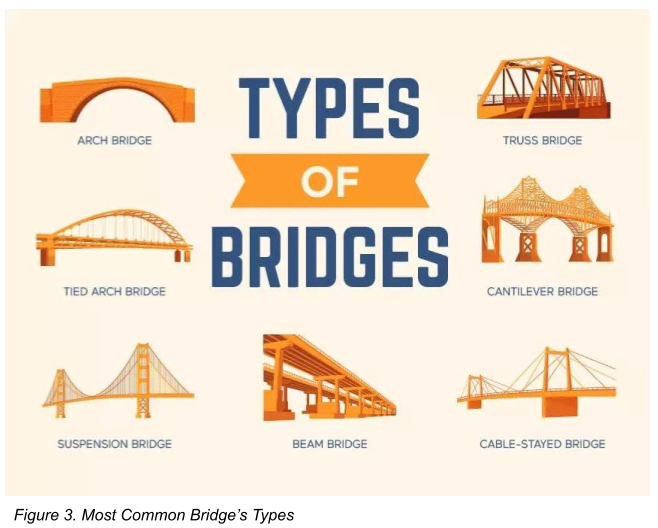 TYPES
OF
BRIDGES
ARCH BRIDGE
TRUSS BRIDGE
TIED ARCH BRIDGE
CANTILEVER BRIDGE
SUSPENSION BRIDGE
BEAM BRIDGE
CABLE-STAYED BRIDGE
Figure 3. Most Common Bridge's Types